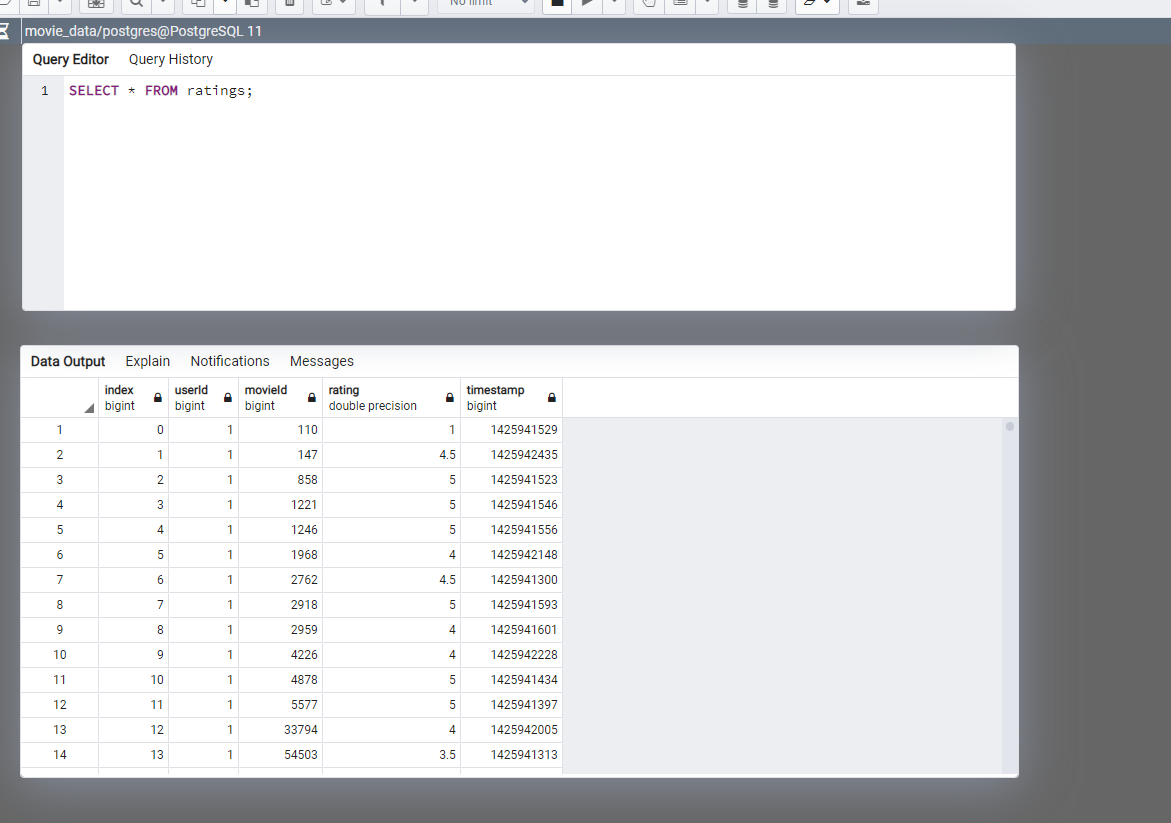 No limit
movie_data/postgres@PostgreSQL 11
Query Editor Query History
1 SELECT * FROM ratings;
Data Output Explain Notifications Messages
index userId movieId rating timestamp
bigint bigint bigint double precision bigint
1 0 1 110 1 1425941529
2 1 1 147 4.5 1425942435
3 2 1 858 5 1425941523
4 3 1 1221 5 1425941546
5 4 1 1246 5 1425941556
6 5 1 1968 4 1425942148
7 6 1 2762 4.5 1425941300
8 7 1 2918 5 1425941593
9 8 1 2959 4 1425941601
10 9 1 4226 4 1425942228
11 10 1 4878 5 1425941434
12 11 1 5577 5 1425941397
13 12 1 33794 4 1425942005
14 13 1 54503 3.5 1425941313